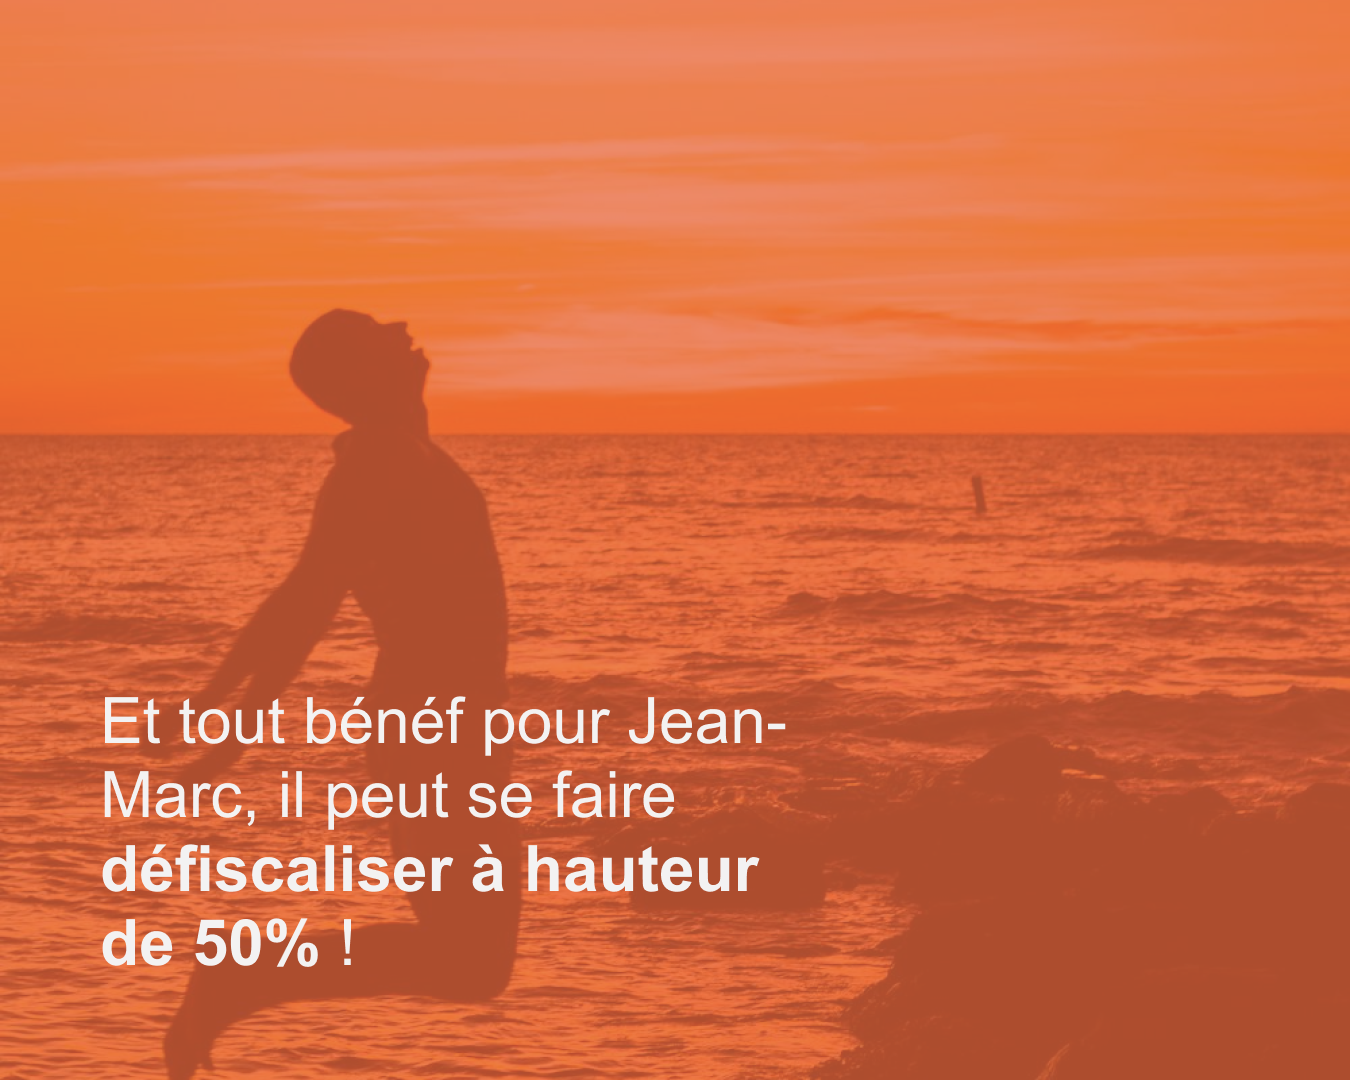 Et tout bénéf pour Jean-
Marc, il peut se faire
défiscaliser à hauteur
de 50% !